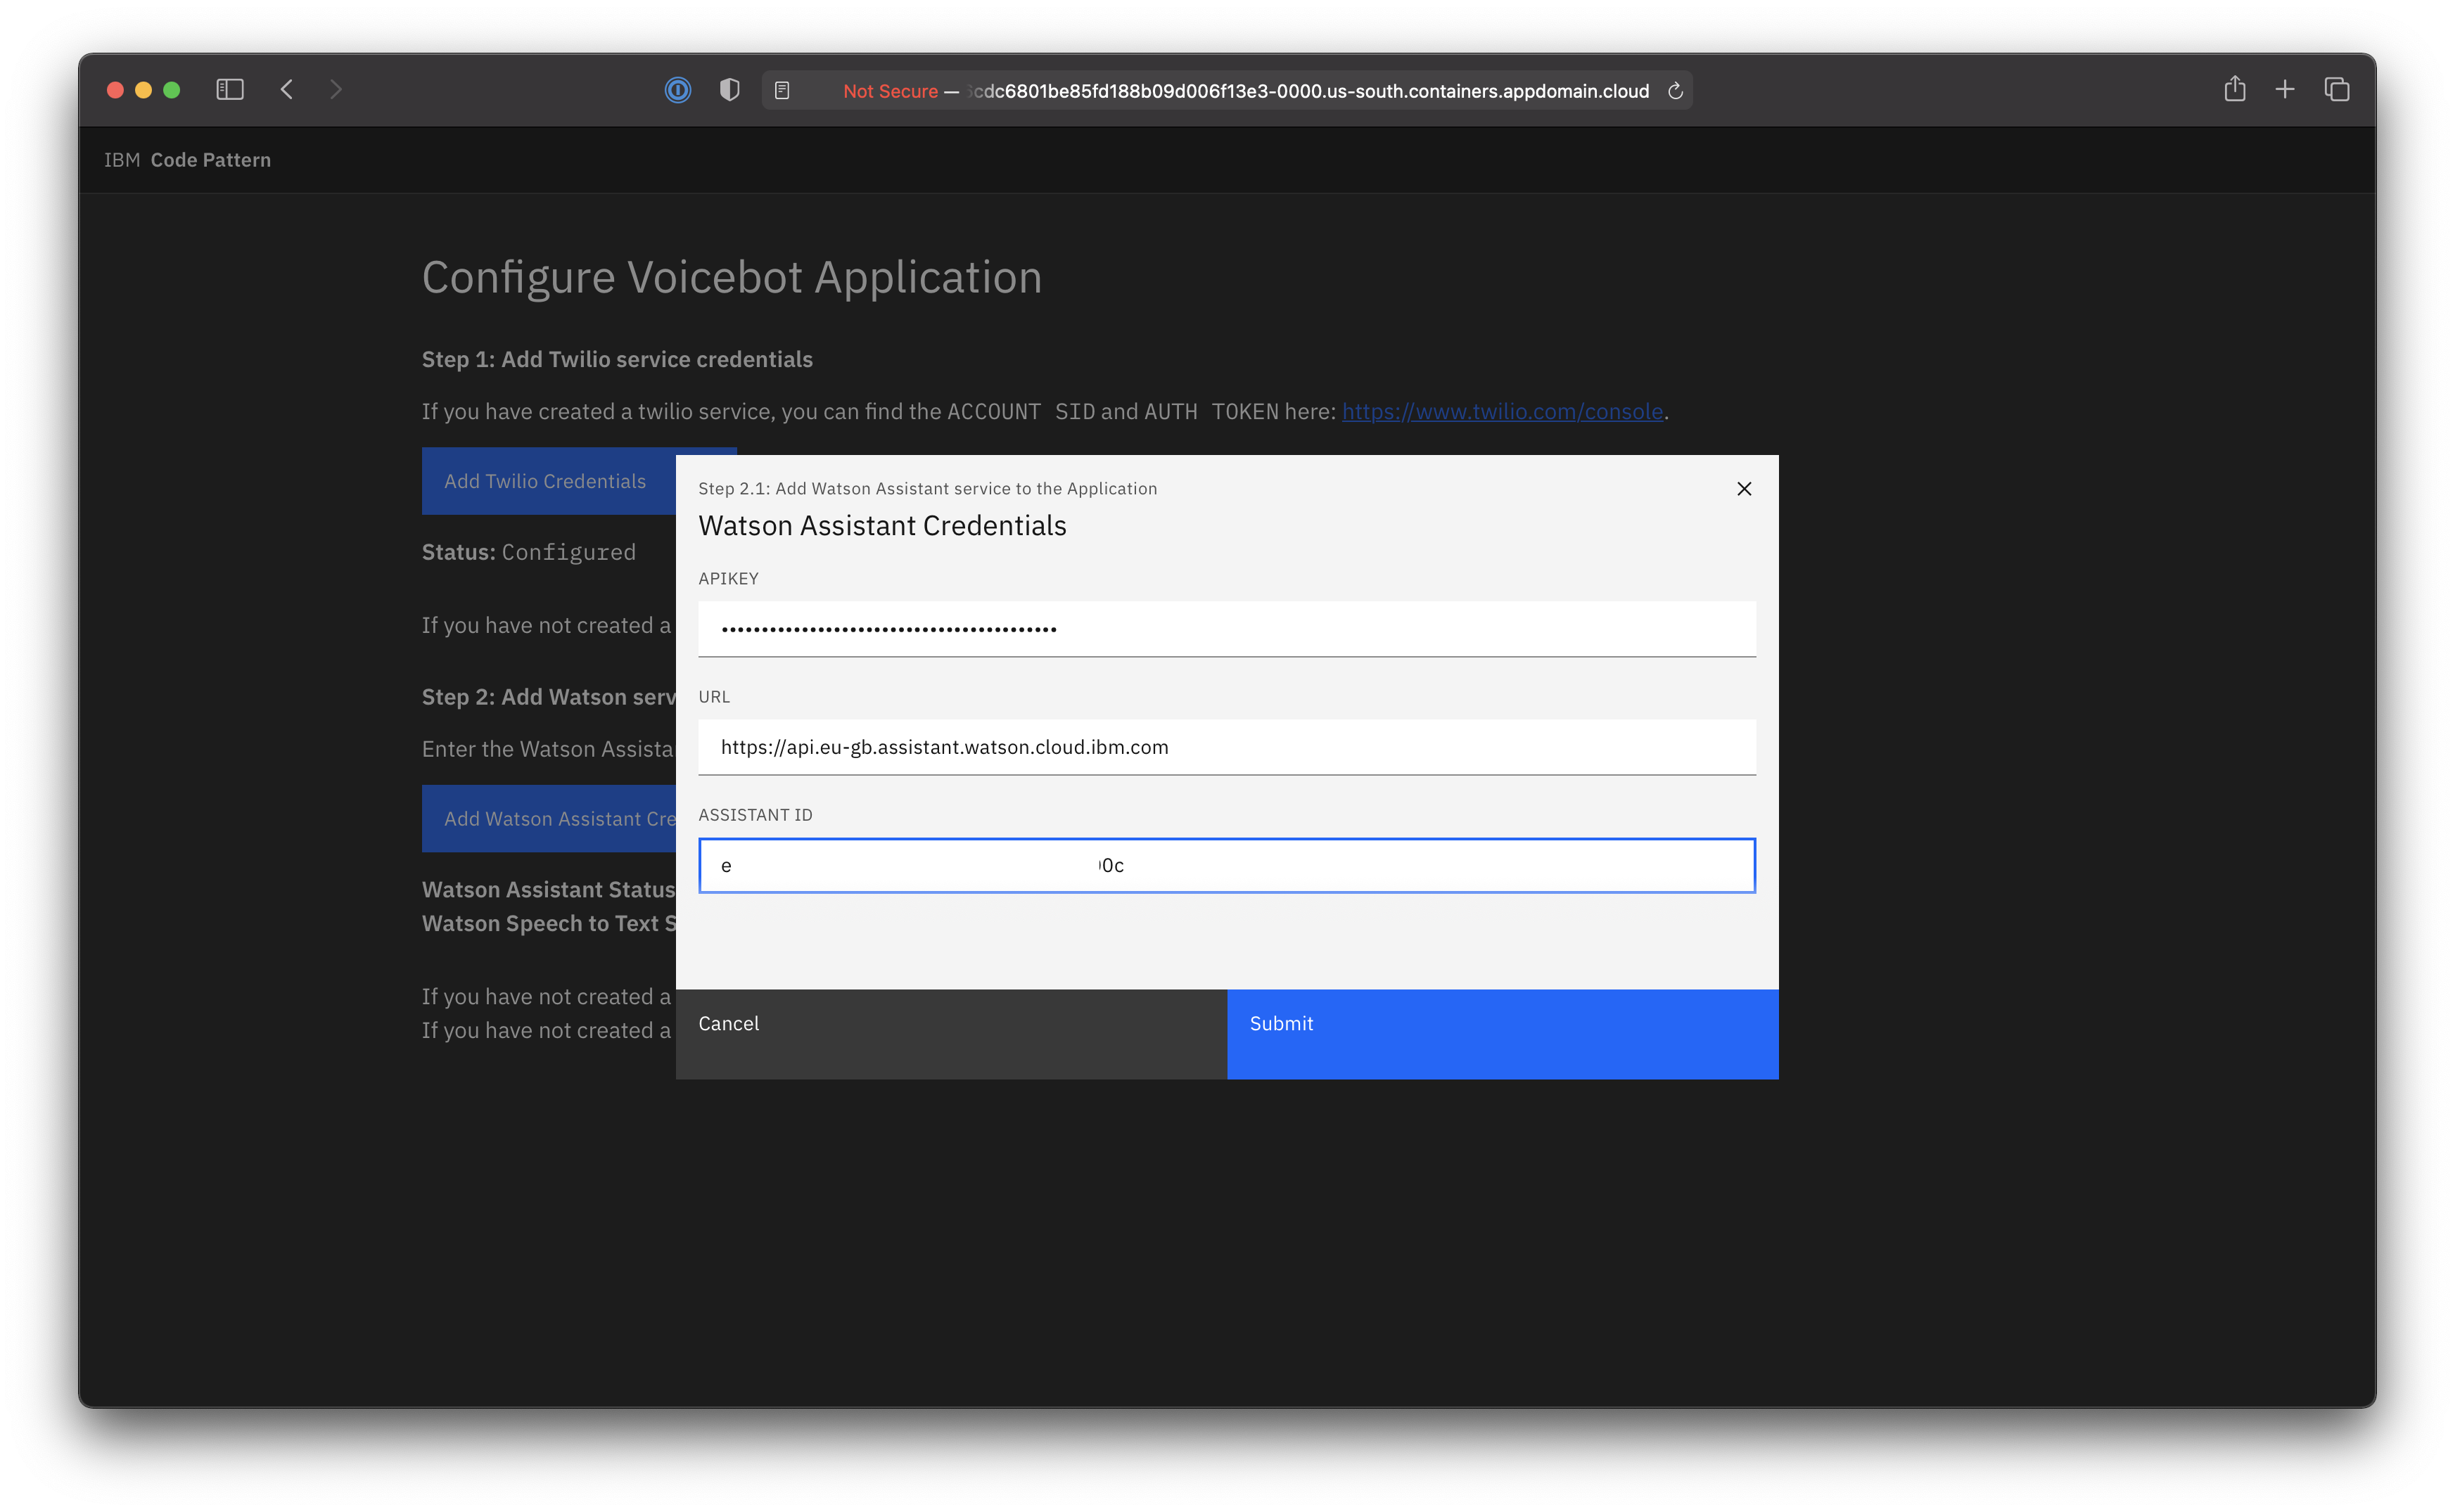 Not Secure — cdc6801be85fd188b09d006f13e3-0000.us-south.containers.appdomain.cloud
IBM Code Pattern
Configure Voicebot Application
Step 1: Add Twilio service credentials
If you have created a twilio service, you can find the ACCOUNT SID and AUTH TOKEN here: https://www.twilio.com/console.
Add Twilio Credentials
Status: Configured
If you have not created a
Step 2: Add Watson serv
Enter the Watson Assista
Add Watson Assistant Cre
Watson Assistant Status
Watson Speech to Text S
If you have not created a
If you have not created a
Step 2.1: Add Watson Assistant service to the Application
Watson Assistant Credentials
APIKEY
••••••••••••••••••••••••••••••••••••••••••
URL
https://api.eu-gb.assistant.watson.cloud.ibm.com
ASSISTANT ID
e 0c
Cancel
Submit